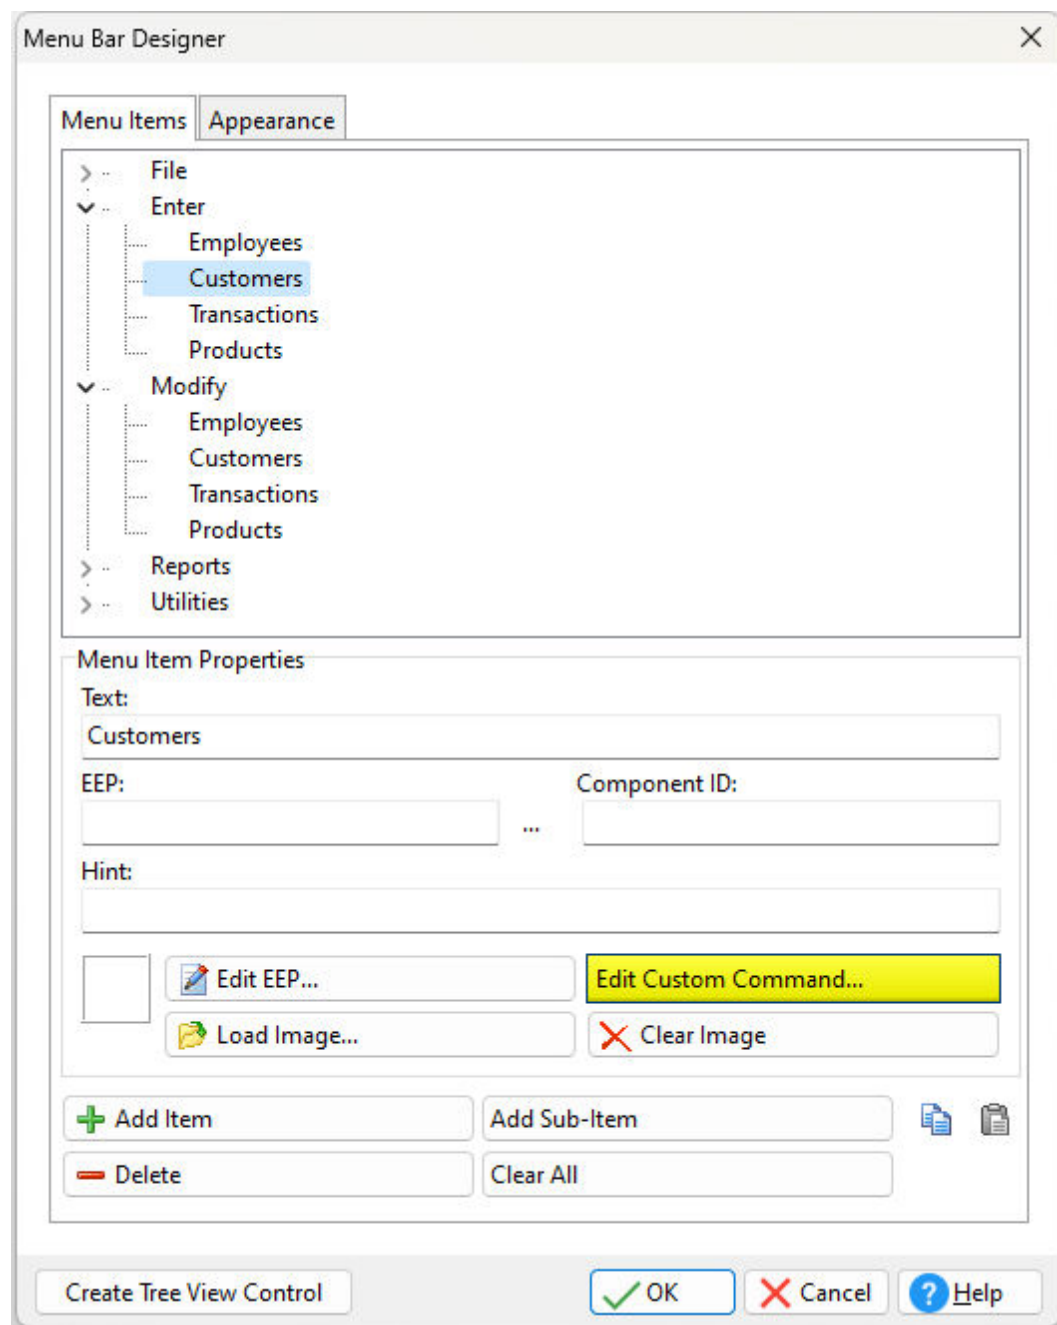 Menu Bar Designer
Menu Items Appearance
File
Enter
Employees
Customers
Transactions
Products
Modify
Employees
Customers
Transactions
Products
Reports
Utilities
Menu Item Properties
Text:
Customers
EEP: Component ID:
...
Hint:
Edit EEP... Edit Custom Command...
Load Image... Clear Image
Add Item Add Sub-Item
Delete Clear All
Create Tree View Control OK Cancel ? Help